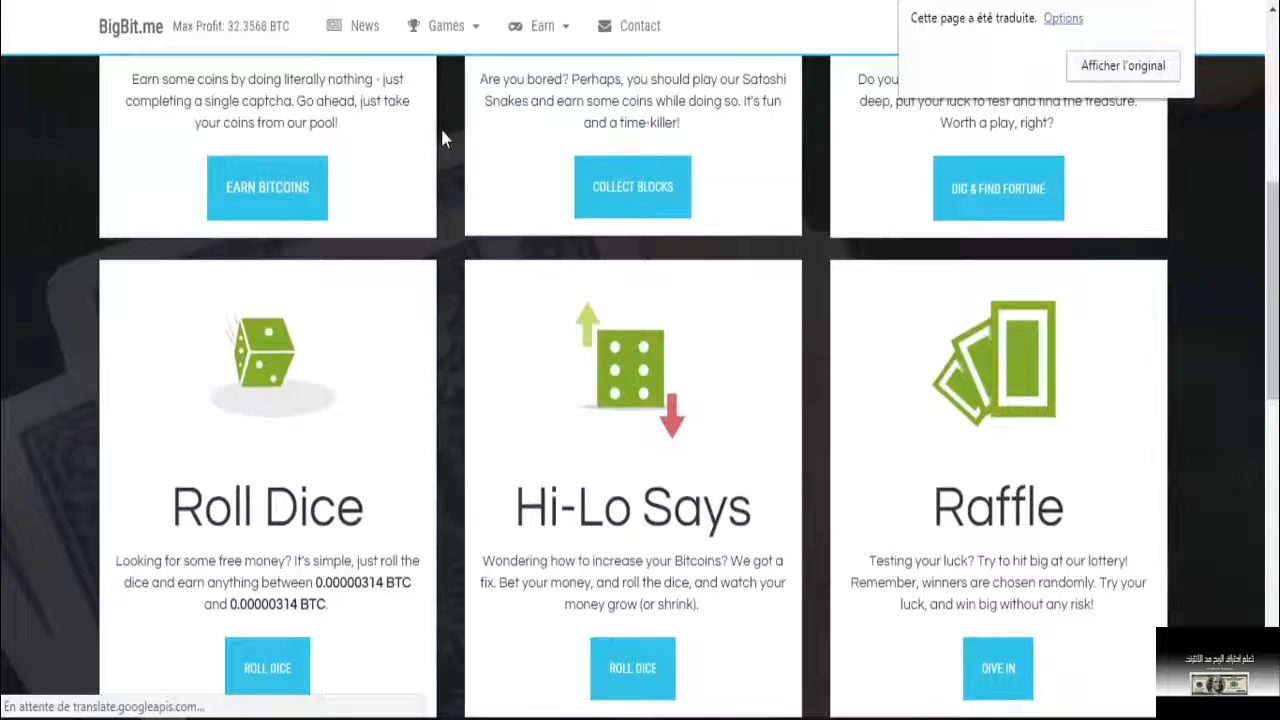 BigBit.me Max Profit: 32.3568 BTC News Games Earn Contact
Cette page a été traduite. Options
Afficher l'original
Earn some coins by doing literally nothing - just
completing a single captcha. Go ahead, just take
your coins from our pool!
EARN BITCOINS
Are you bored? Perhaps, you should play our Satoshi
Snakes and earn some coins while doing so. It's fun
and a time-killer!
COLLECT BLOCKS
Do you
deep, put your luck to test and find the treasure.
Worth a play, right?
DIG & FIND FORTUNE
Roll Dice
Looking for some free money? It's simple, just roll the
dice and earn anything between 0.00000314 BTC
and 0.00000314 BTC.
ROLL DICE
Hi-Lo Says
Wondering how to increase your Bitcoins? We got a
fix. Bet your money, and roll the dice, and watch your
money grow (or shrink).
ROLL DICE
Raffle
Testing your luck? Try to hit big at our lottery!
Remember, winners are chosen randomly. Try your
luck, and win big without any risk!
DIVE IN
تعلم احتراف الربح من الانترنت
En attente de translate.googleapis.com...